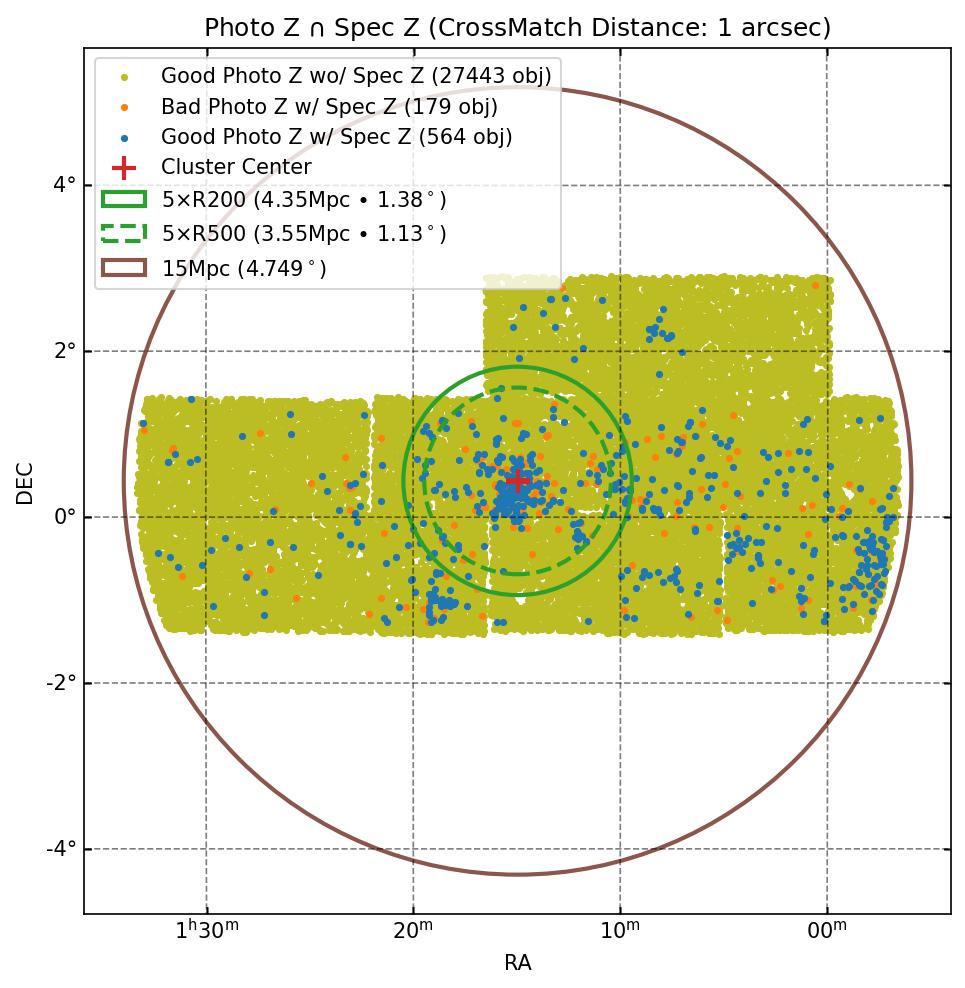 Photo Z ∩ Spec Z (CrossMatch Distance: 1 arcsec)
Good Photo Z wo/ Spec Z (27443 obj)
Bad Photo Z w/ Spec Z (179 obj)
Good Photo Z w/ Spec Z (564 obj)
Cluster Center
5×R200 (4.35Mpc • 1.38°)
5×R500 (3.55Mpc • 1.13°)
15Mpc (4.749°)
4°
2°
0°
-2°
-4°
DEC
1ʰ30ᵐ 20ᵐ 10ᵐ 00ᵐ
RA